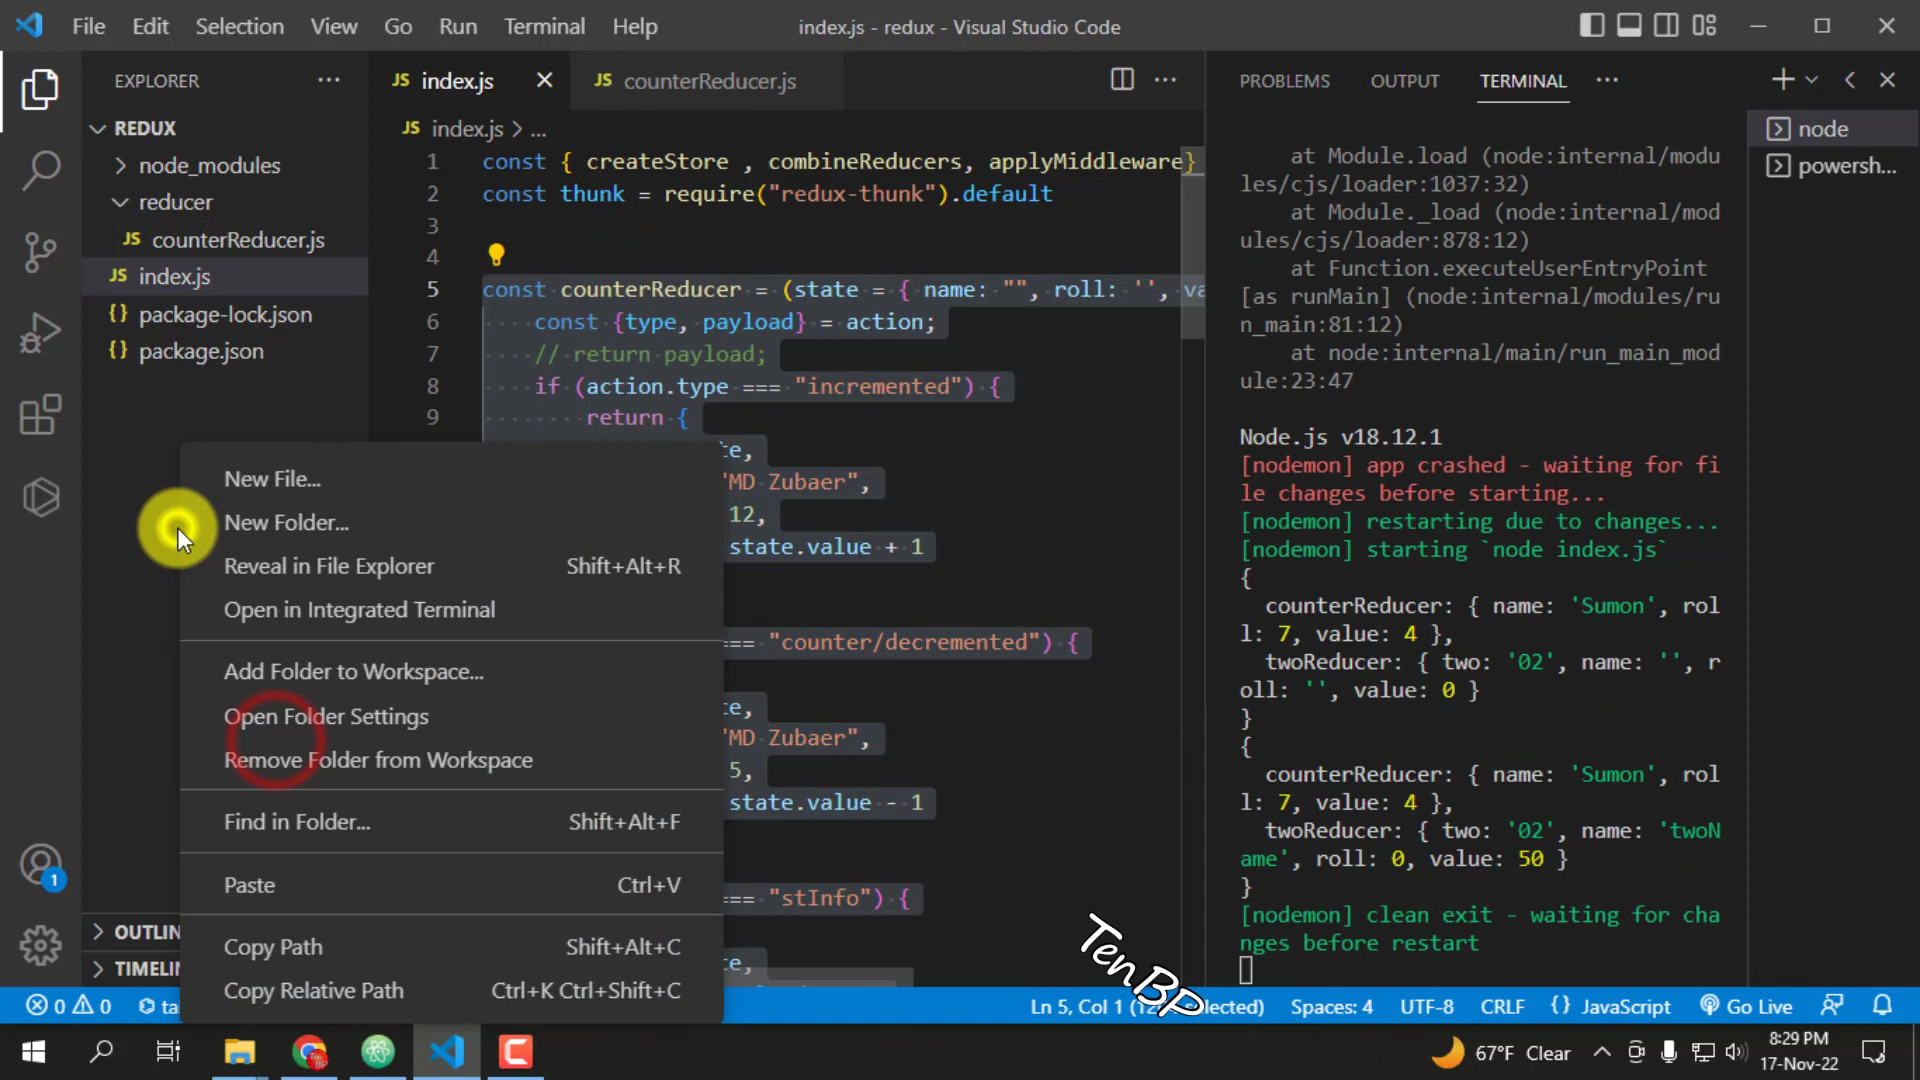 File Edit Selection View Go Run Terminal Help
index.js - redux - Visual Studio Code
EXPLORER
REDUX
node_modules
reducer
JS counterReducer.js
JS index.js
{} package-lock.json
{} package.json
JS index.js
JS counterReducer.js
JS index.js > ...
1 const { createStore , combineReducers, applyMiddleware}
2 const thunk = require("redux-thunk").default
3
4
5 const counterReducer = (state = { name: "", roll: '', va
6 const {type, payload} = action;
7 // return payload;
8 if (action.type === "incremented") {
9 return {
te,
"MD Zubaer",
12,
state.value + 1
=== "counter/decremented") {
te,
"MD Zubaer",
5,
state.value - 1
=== "stInfo") {
te,
New File...
New Folder...
Reveal in File Explorer Shift+Alt+R
Open in Integrated Terminal
Add Folder to Workspace...
Open Folder Settings
Remove Folder from Workspace
Find in Folder... Shift+Alt+F
Paste Ctrl+V
Copy Path Shift+Alt+C
Copy Relative Path Ctrl+K Ctrl+Shift+C
OUTLIN
TIMELIN
PROBLEMS OUTPUT TERMINAL
node
powersh...
at Module.load (node:internal/modu
les/cjs/loader:1037:32)
at Module._load (node:internal/mod
ules/cjs/loader:878:12)
at Function.executeUserEntryPoint
[as runMain] (node:internal/modules/ru
n_main:81:12)
at node:internal/main/run_main_mod
ule:23:47
Node.js v18.12.1
[nodemon] app crashed - waiting for fi
le changes before starting...
[nodemon] restarting due to changes...
[nodemon] starting `node index.js`
{
counterReducer: { name: 'Sumon', rol
l: 7, value: 4 },
twoReducer: { two: '02', name: '', r
oll: '', value: 0 }
}
{
counterReducer: { name: 'Sumon', rol
l: 7, value: 4 },
twoReducer: { two: '02', name: 'twoN
ame', roll: 0, value: 50 }
}
[nodemon] clean exit - waiting for cha
nges before restart
TenBP
1
0 0 Ln 5, Col 1 Spaces: 4 UTF-8 CRLF {} JavaScript Go Live
67°F Clear
8:29 PM
17-Nov-22